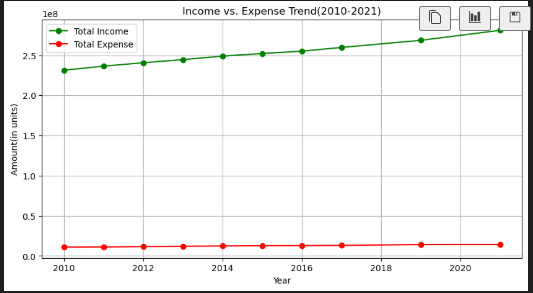 Income vs. Expense Trend(2010-2021)
1e8
Total Income
Total Expense
2.5
2.0
1.5
1.0
0.5
0.0
Amount(in units)
2010 2012 2014 2016 2018 2020
Year